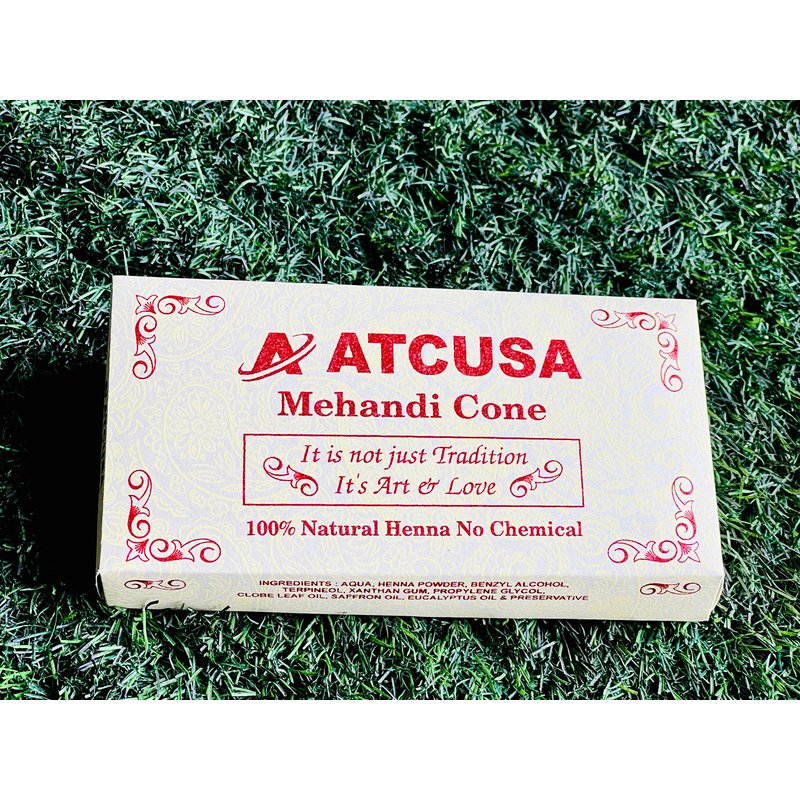 ATCUSA
Mehandi Cone
It is not just Tradition
It's Art & Love
100% Natural Henna No Chemical
INGREDIENTS : AQUA, HENNA POWDER, BENZYL ALCOHOL,
TERPINEOL, XANTHAN GUM, PROPYLENE GLYCOL,
GLOBE LEAF OIL, SAFFRON OIL, EUCALYPTUS OIL & PRESERVATIVE